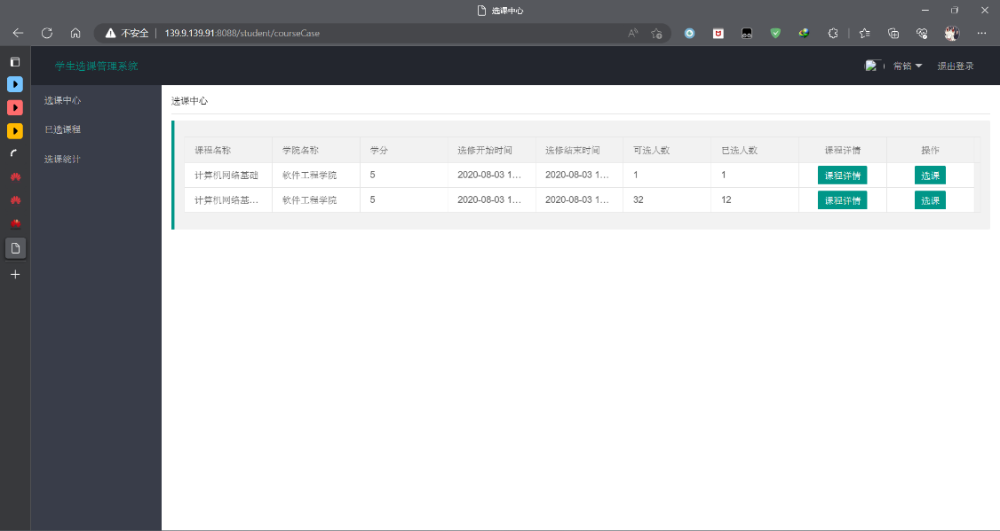 选课中心
不安全 | 139.9.139.91:8088/student/courseCase
学生选课管理系统
常铭 退出登录
选课中心
已选课程
选课统计
选课中心
课程名称 学院名称 学分 选修开始时间 选修结束时间 可选人数 已选人数 课程详情 操作
计算机网络基础 软件工程学院 5 2020-08-03 1... 2020-08-03 1... 1 1 课程详情 选课
计算机网络基... 软件工程学院 5 2020-08-03 1... 2020-08-03 1... 32 12 课程详情 选课